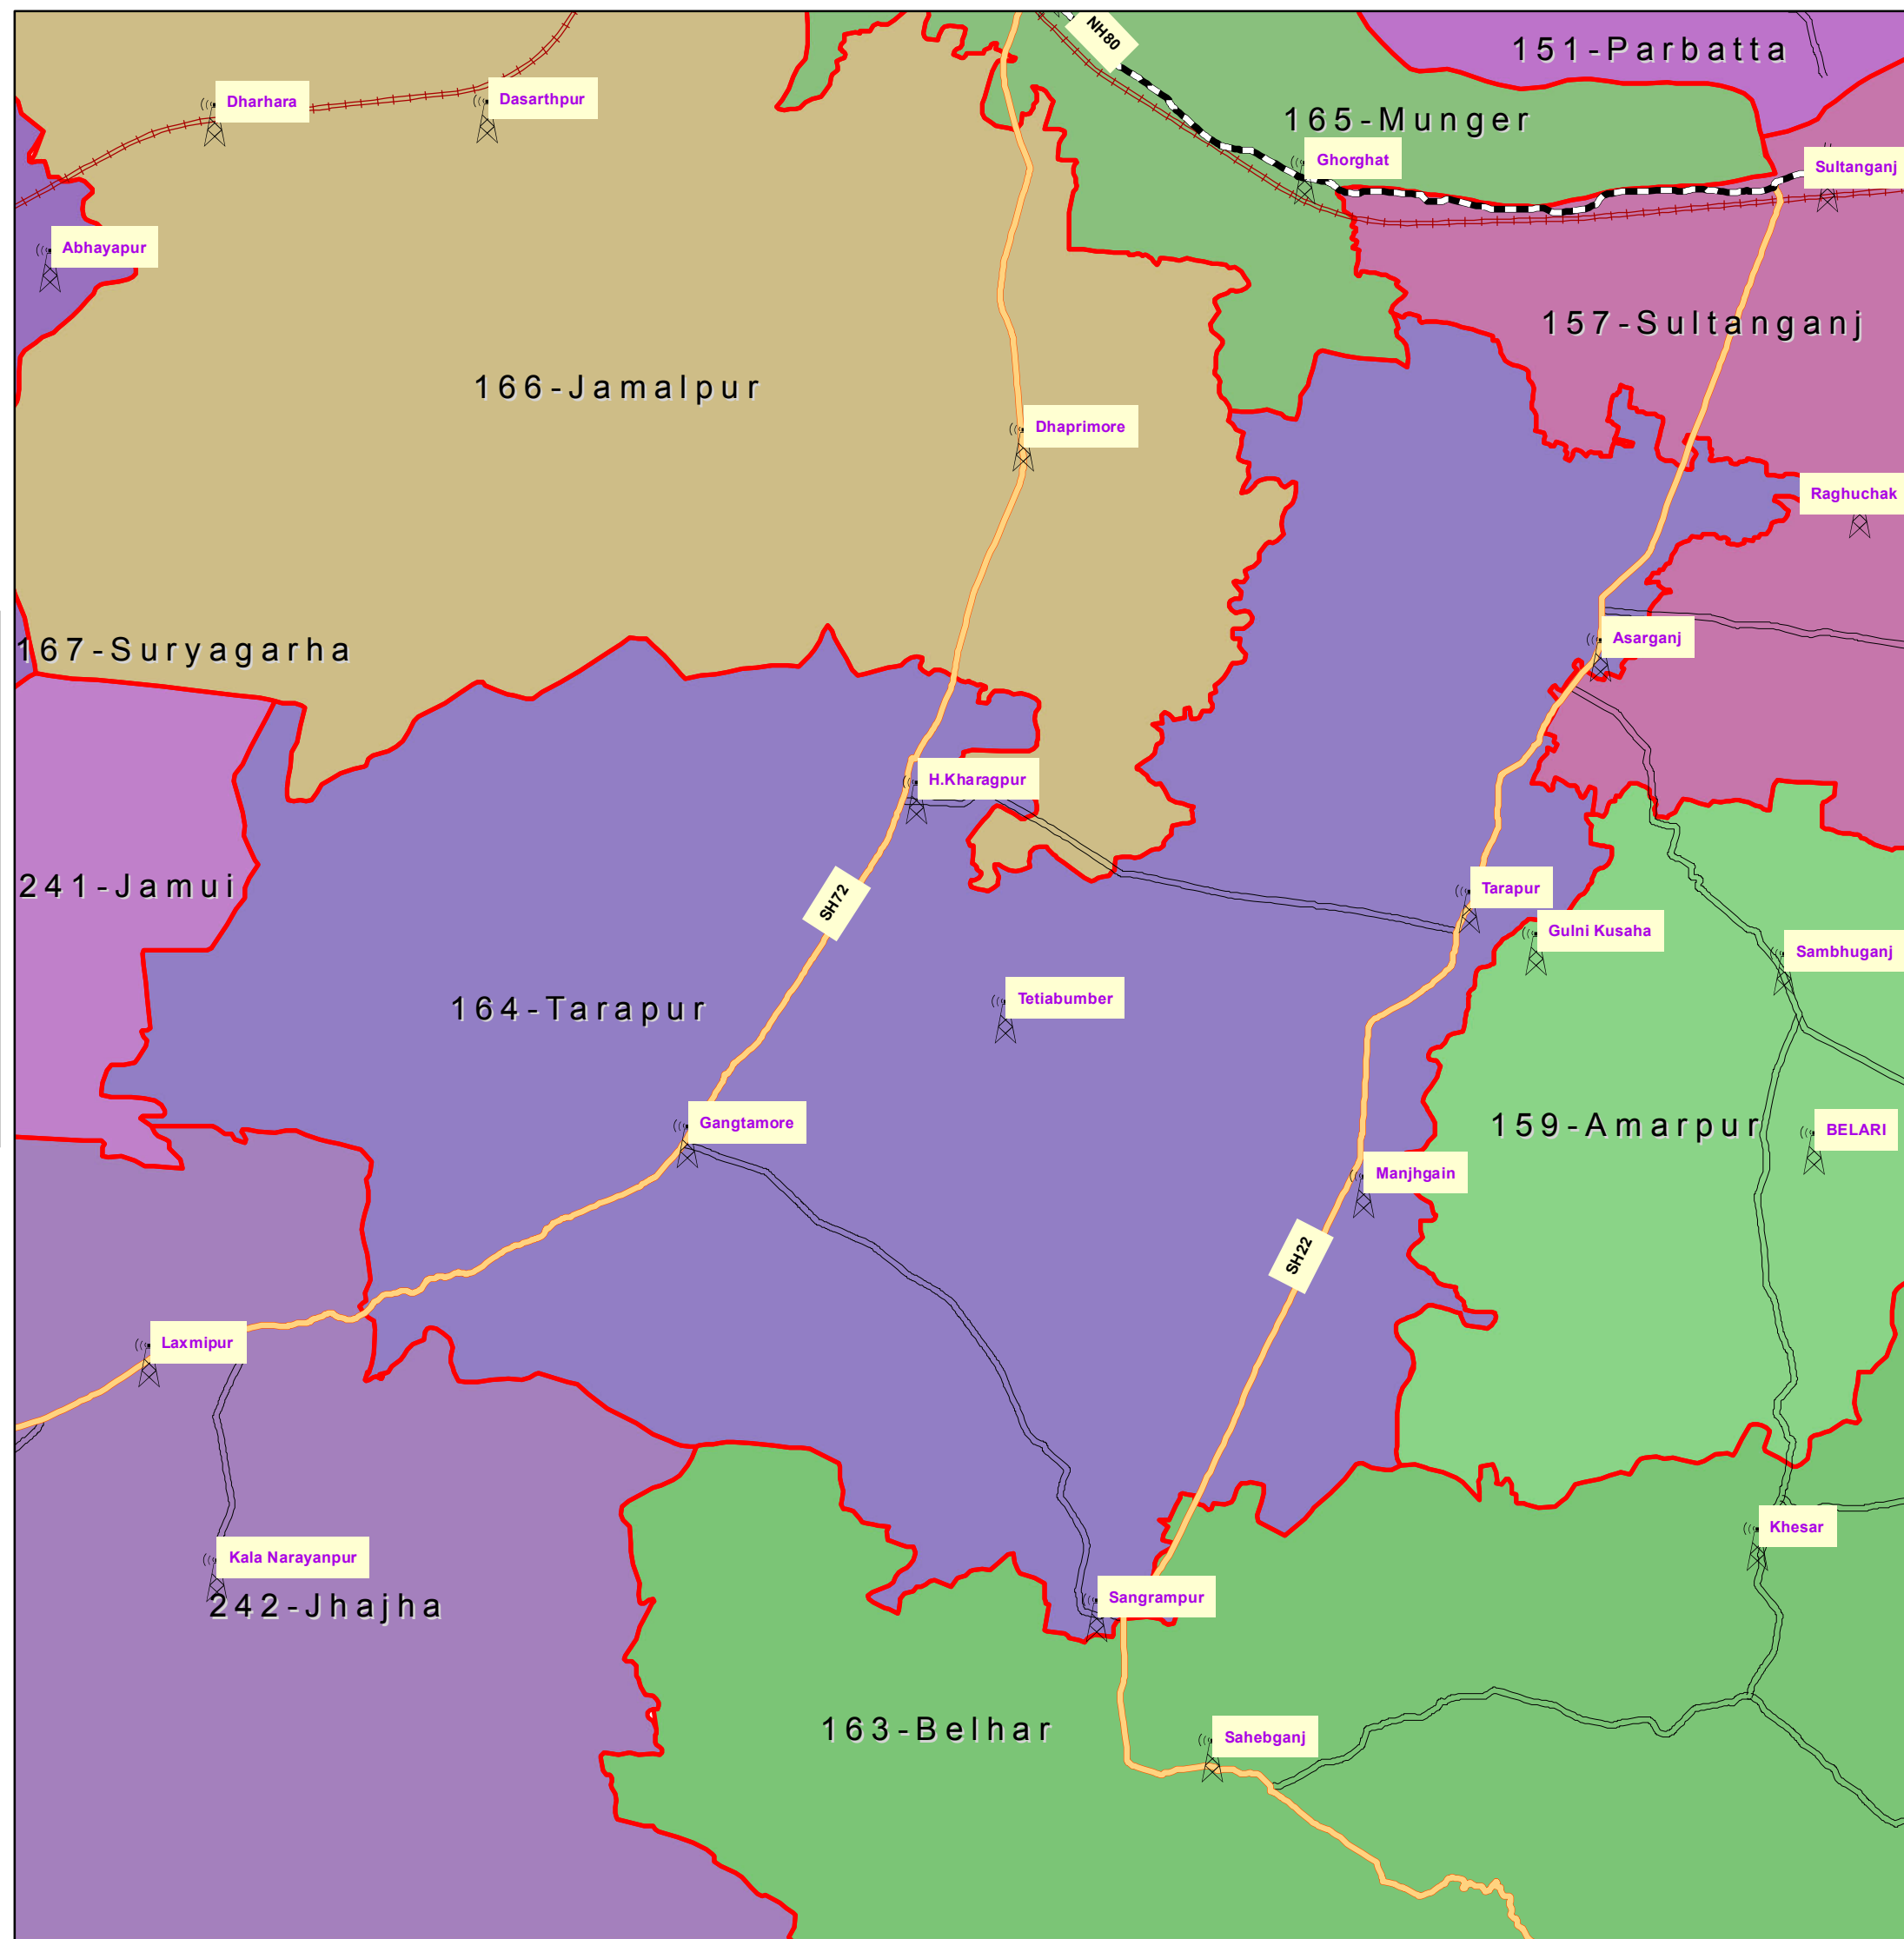 NH80
151-Parbatta
Dharhara
Dasarthpur
165-Munger
Ghorghat
Sultanganj
Abhayapur
157-Sultanganj
166-Jamalpur
Dhaprimore
Raghuchak
Asarganj
167-Suryagarha
H.Kharagpur
241-Jamui
SH72
Tarapur
Gulni Kusaha
Sambhuganj
Tetiabumber
164-Tarapur
Gangtamore
159-Amarpur
BELARI
Manjhgain
SH22
Laxmipur
Khesar
Kala Narayanpur
242-Jhajha
Sangrampur
163-Belhar
Sahebganj